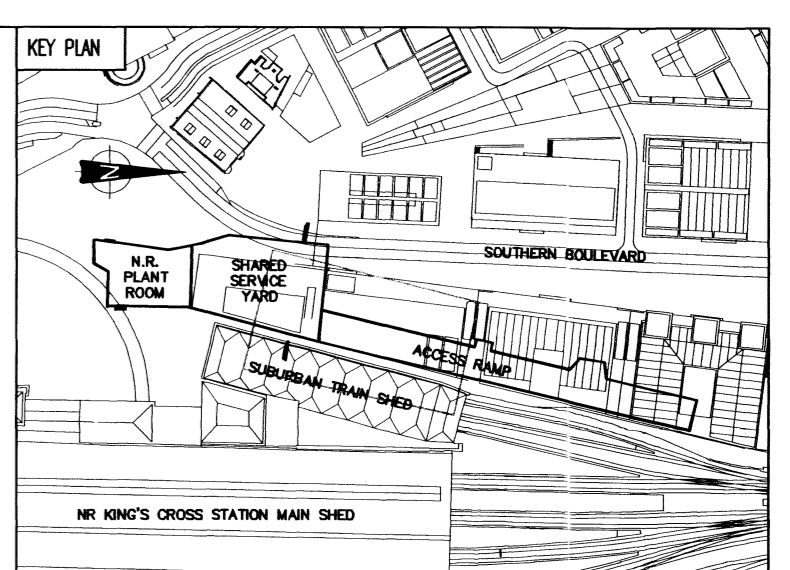 KEY PLAN
N
SOUTHERN BOULEVARD
N.R.
PLANT
ROOM
SHARED
SERVICE
YARD
ACCESS RAMP
SUBURBAN TRAIN SHED
NR KING'S CROSS STATION MAIN SHED